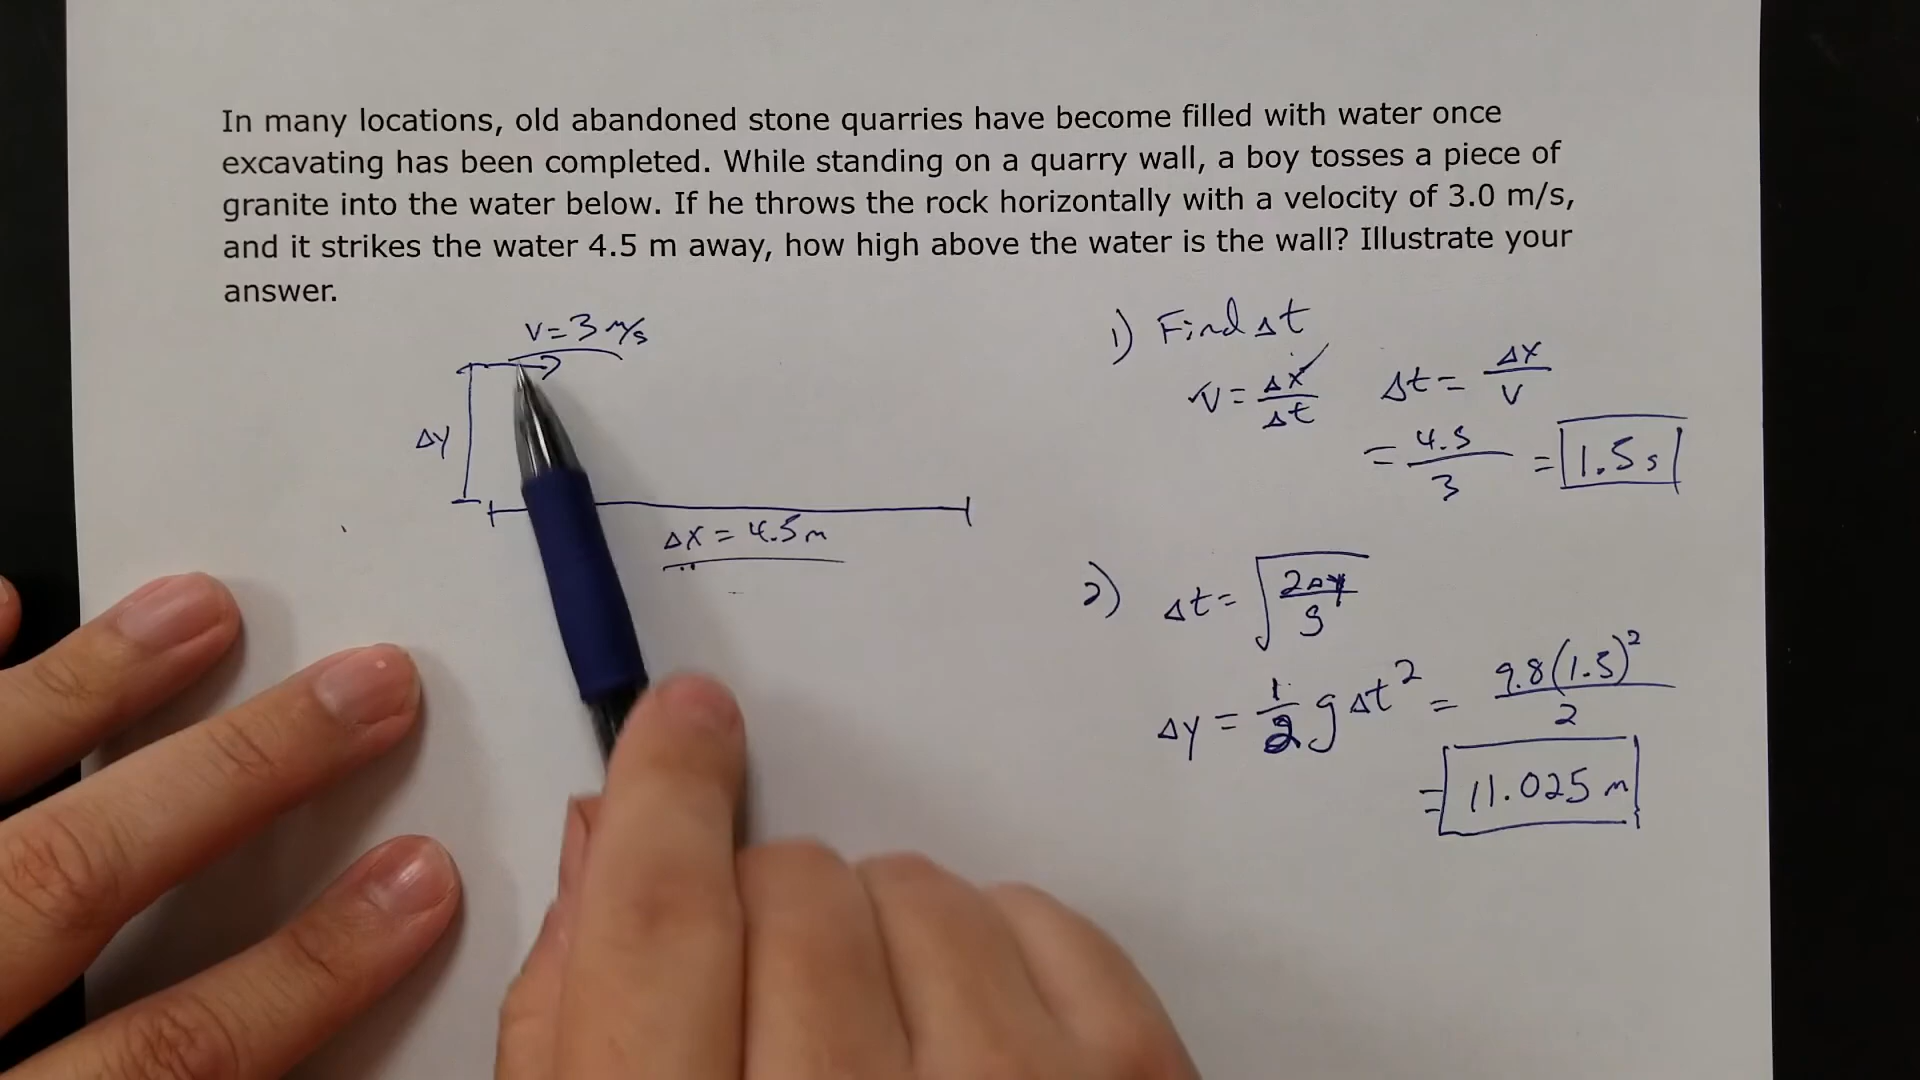 In many locations, old abandoned stone quarries have become filled with water once
excavating has been completed. While standing on a quarry wall, a boy tosses a piece of
granite into the water below. If he throws the rock horizontally with a velocity of 3.0 m/s,
and it strikes the water 4.5 m away, how high above the water is the wall? Illustrate your
answer.
V=3 m/s
Δy
Δx = 4.5m
1) Find Δt
V = Δx/Δt
Δt = Δx/V
= 4.5/3 = 1.5 s
2) Δt = √(2Δy/g)
Δy = 1/2 g Δt² = 9.8(1.5)²/2
= 11.025 m